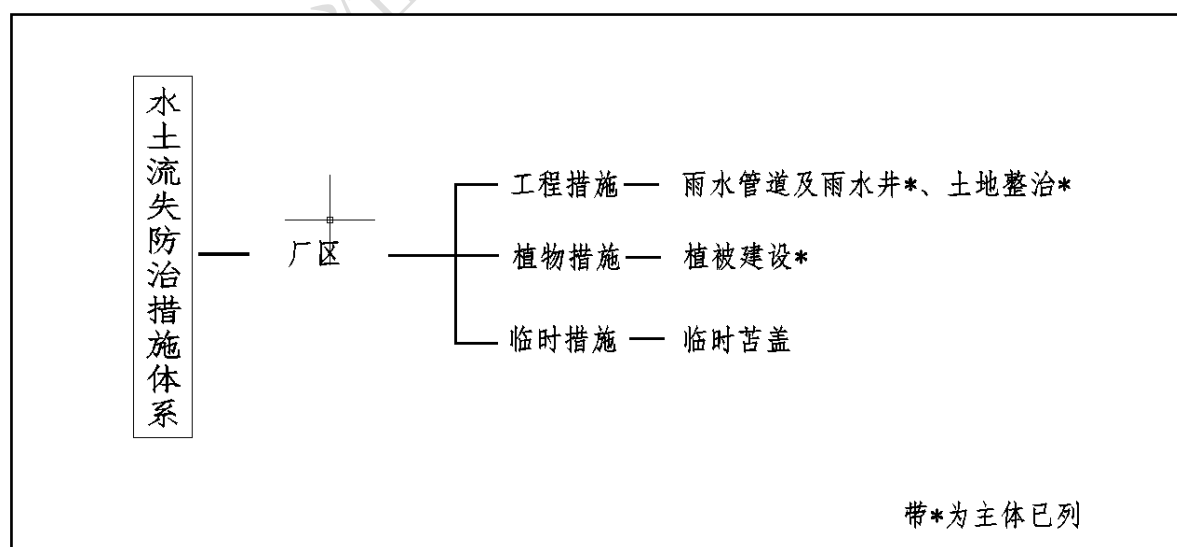 水土流失防治措施体系
厂区
工程措施 雨水管道及雨水井*、土地整治*
植物措施 植被建设*
临时措施 临时苫盖
带*为主体已列